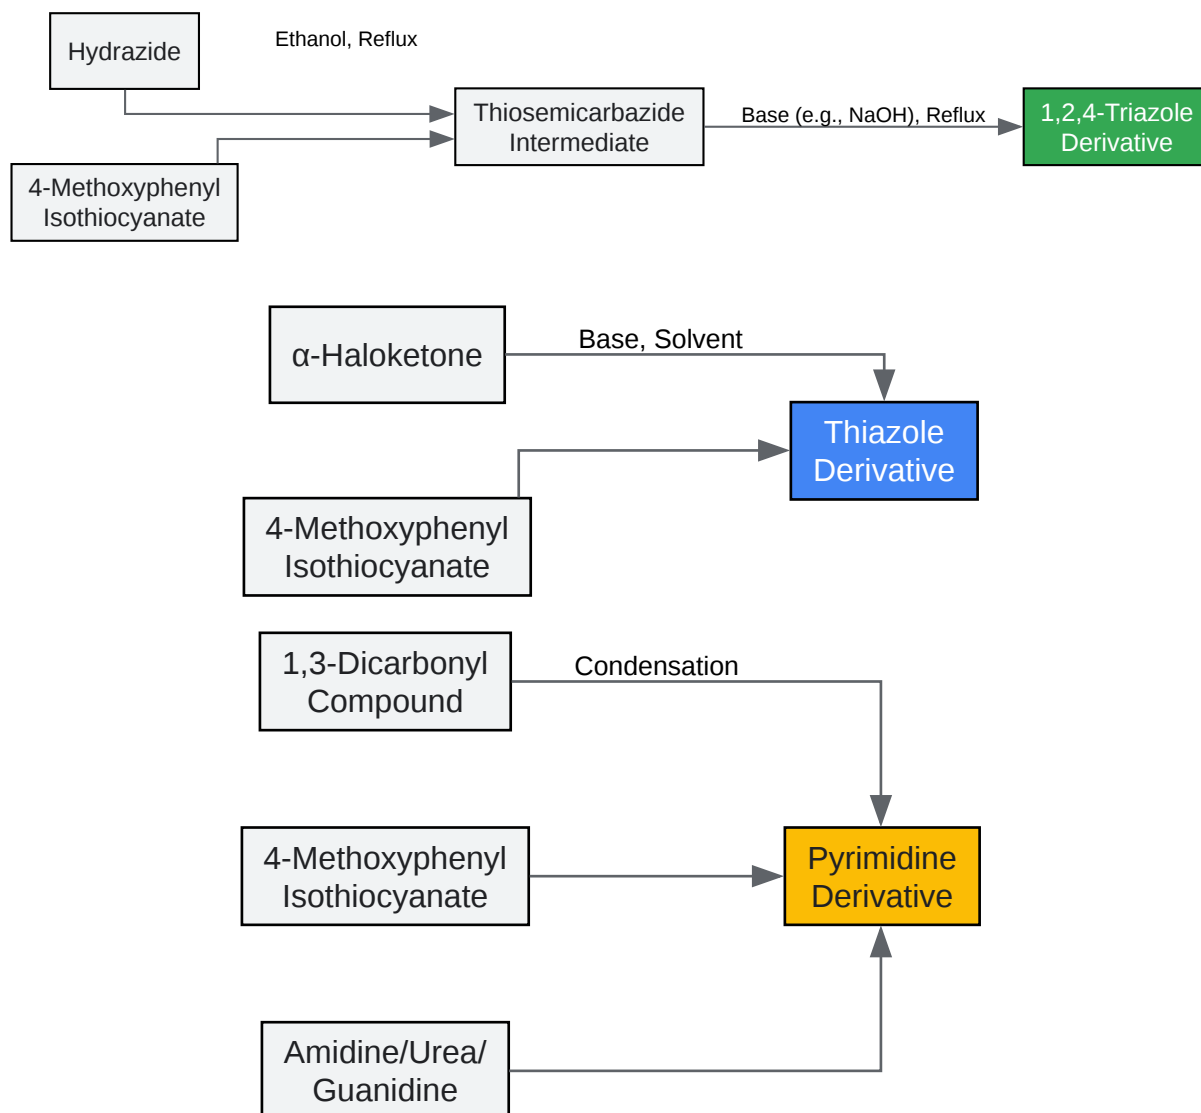 Hydrazide
Ethanol, Reflux
4-Methoxyphenyl
Isothiocyanate
Thiosemicarbazide
Intermediate
Base (e.g., NaOH), Reflux
1,2,4-Triazole
Derivative
α-Haloketone
Base, Solvent
4-Methoxyphenyl
Isothiocyanate
Thiazole
Derivative
1,3-Dicarbonyl
Compound
Condensation
4-Methoxyphenyl
Isothiocyanate
Pyrimidine
Derivative
Amidine/Urea/
Guanidine